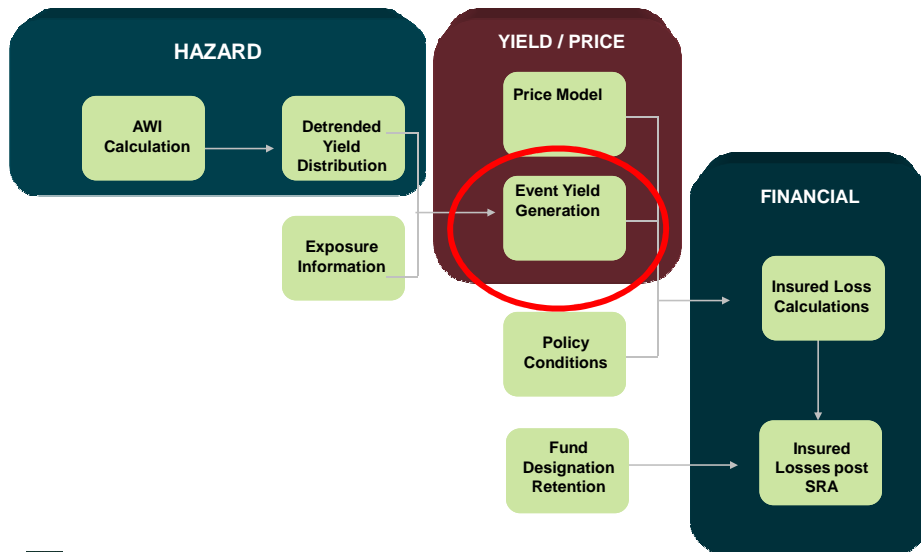 HAZARD
AWI
Calculation
Detrended
Yield
Distribution
Exposure
Information
YIELD / PRICE
Price Model
Event Yield
Generation
Policy
Conditions
Fund
Designation
Retention
FINANCIAL
Insured Loss
Calculations
Insured
Losses post
SRA